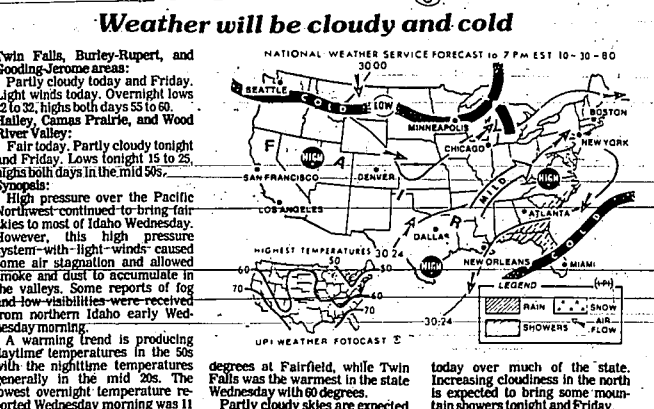 Weather will be cloudy and cold
Twin Falls, Burley-Rupert, and
Gooding-Jerome areas:
Partly cloudy today and Friday.
Light winds today. Overnight lows
22 to 32, highs both days 55 to 60.
Hailey, Camas Prairie, and Wood
River Valley:
Fair today. Partly cloudy tonight
and Friday. Lows tonight 15 to 25,
highs both days in the mid 50s.
Synopsis:
High pressure over the Pacific
Northwest continued to bring fair
skies to most of Idaho Wednesday.
However, this high pressure
system with light winds caused
some air stagnation and allowed
smoke and dust to accumulate in
the valleys. Some reports of fog
and low visibilities were received
from northern Idaho early Wed-
nesday morning.
A warming trend is producing
daytime temperatures in the 50s
with the nighttime temperatures
generally in the mid 20s. The
lowest overnight temperature re-
ported Wednesday morning was 11
NATIONAL WEATHER SERVICE FORECAST to 7 PM EST 10-30-80
30.00
SEATTLE
COLD
LOW
MINNEAPOLIS
BOSTON
CHICAGO
NEW YORK
F A I R
HIGH
SAN FRANCISCO
DENVER
MILD
HIGH
LOS ANGELES
ATLANTA
DALLAS
COLD
HIGH
NEW ORLEANS
MIAMI
30.24
30.24
HIGHEST TEMPERATURES
50
50
60
60
70
70
UPI WEATHER FOTOCAST
LEGEND
(UPI)
RAIN
SNOW
SHOWERS
AIR FLOW
degrees at Fairfield, while Twin
Falls was the warmest in the state
Wednesday with 60 degrees.
Partly cloudy skies are expected
today over much of the state.
Increasing cloudiness in the north
is expected to bring some moun-
tain showers tonight and Friday.